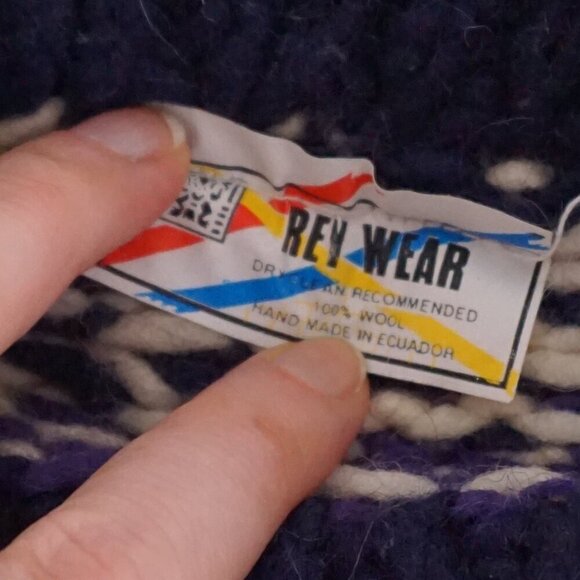 REY WEAR
DRY CLEAN RECOMMENDED
100% WOOL
HAND MADE IN ECUADOR